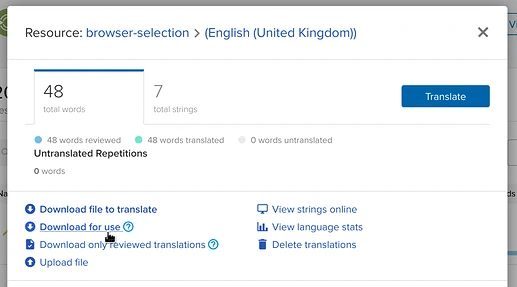 Resource: browser-selection > (English (United Kingdom))
48
total words
7
total strings
Translate
48 words reviewed
48 words translated
0 words untranslated
Untranslated Repetitions
0 words
Download file to translate
Download for use
Download only reviewed translations
Upload file
View strings online
View language stats
Delete translations